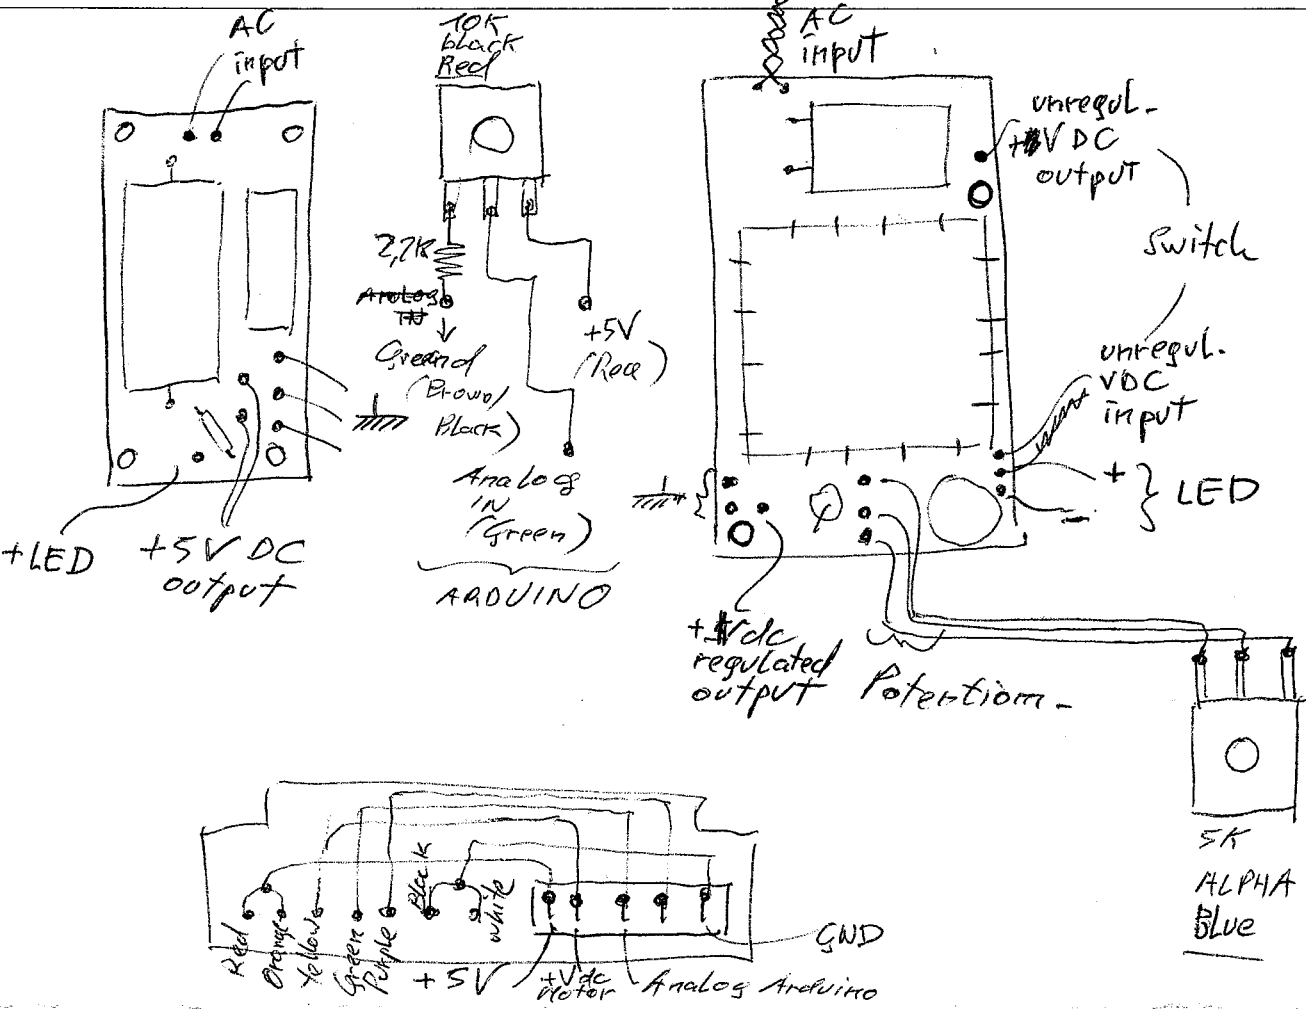 AC
input
10K
black
Red
2,7K
Analog
IN
Ground
(Brown/
Black)
+5V
(Red)
Analog
IN
(Green)
ARDUINO
+LED
+5V DC
output
AC
input
unregul.
VDC
output
Switch
unregul.
VDC
input
+
-
LED
+Vdc
regulated
output
Potentiom-
5K
ALPHA
BLUE
Red
Orange
Yellow
Green
Purple
Black
White
+5V
+Vdc
Motor
Analog Arduino
GND